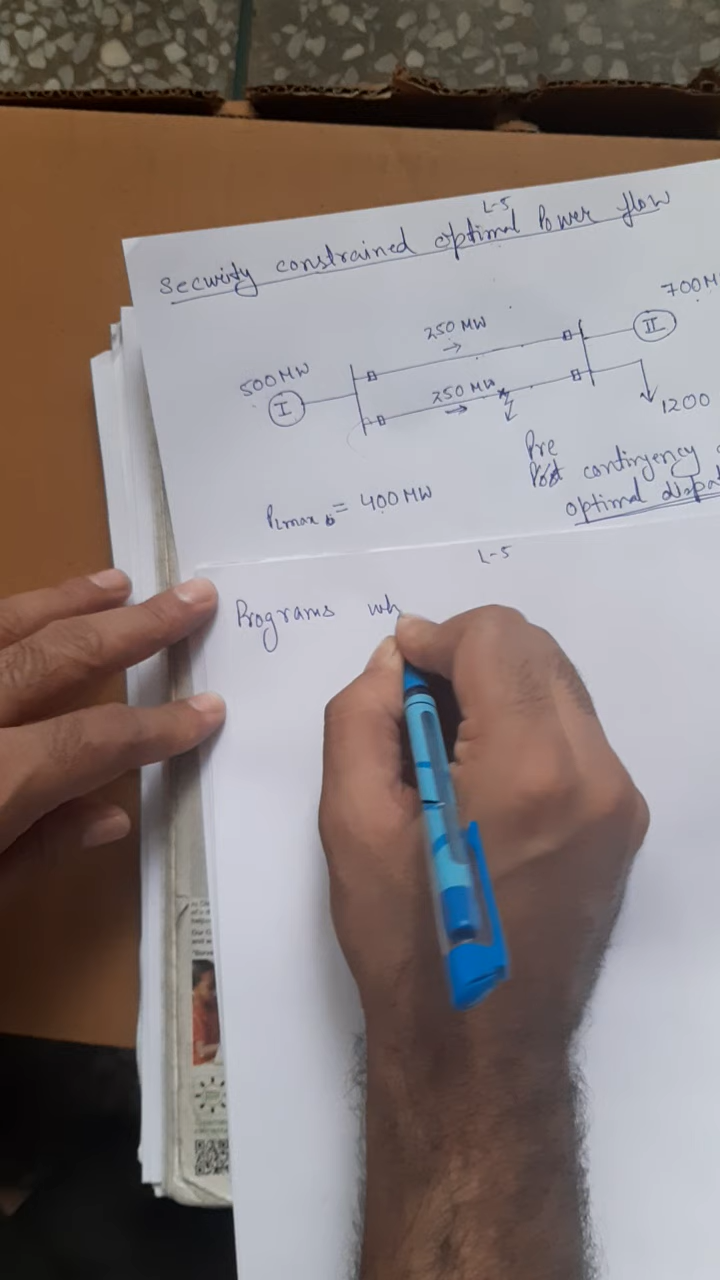 L-5
Security constrained optimal Power flow
250 MW
700M
500 MW
I
II
250 MW
1200
Pre
Post contingency
optimal dispa
PLmax = 400 MW
L-5
Programs wh